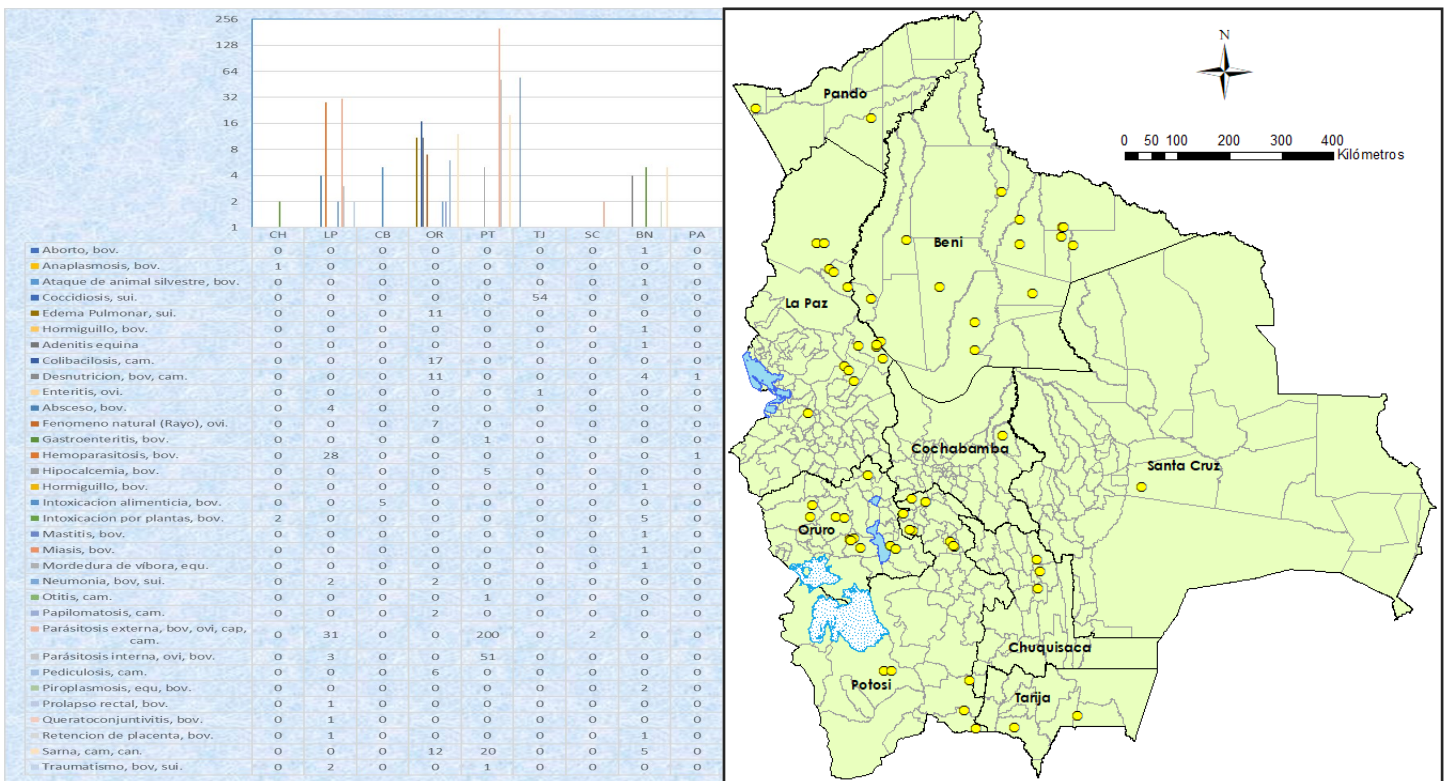 256
128
64
32
16
8
4
2
1
CH LP CB OR PT TJ SC BN PA
Aborto, bov. 0 0 0 0 0 0 0 1 0
Anaplasmosis, bov. 1 0 0 0 0 0 0 0 0
Ataque de animal silvestre, bov. 0 0 0 0 0 0 0 1 0
Coccidiosis, sui. 0 0 0 0 0 54 0 0 0
Edema Pulmonar, sui. 0 0 0 11 0 0 0 0 0
Hormiguillo, bov. 0 0 0 0 0 0 0 1 0
Adenitis equina 0 0 0 0 0 0 0 1 0
Colibacilosis, cam. 0 0 0 17 0 0 0 0 0
Desnutricion, bov, cam. 0 0 0 11 0 0 0 4 1
Enteritis, ovi. 0 0 0 0 0 1 0 0 0
Absceso, bov. 0 4 0 0 0 0 0 0 0
Fenomeno natural (Rayo), ovi. 0 0 0 7 0 0 0 0 0
Gastroenteritis, bov. 0 0 0 0 1 0 0 0 0
Hemoparasitosis, bov. 0 28 0 0 0 0 0 0 1
Hipocalcemia, bov. 0 0 0 0 5 0 0 0 0
Hormiguillo, bov. 0 0 0 0 0 0 0 1 0
Intoxicacion alimenticia, bov. 0 0 5 0 0 0 0 0 0
Intoxicacion por plantas, bov. 2 0 0 0 0 0 0 5 0
Mastitis, bov. 0 0 0 0 0 0 0 1 0
Miasis, bov. 0 0 0 0 0 0 0 1 0
Mordedura de víbora, equ. 0 0 0 0 0 0 0 1 0
Neumonia, bov, sui. 0 2 0 2 0 0 0 0 0
Otitis, cam. 0 0 0 0 1 0 0 0 0
Papilomatosis, cam. 0 0 0 2 0 0 0 0 0
Parásitosis externa, bov, ovi, cap, 0 31 0 0 200 0 2 0 0
cam.
Parásitosis interna, ovi, bov. 0 3 0 0 51 0 0 0 0
Pediculosis, cam. 0 0 0 6 0 0 0 0 0
Piroplasmosis, equ, bov. 0 0 0 0 0 0 0 2 0
Prolapso rectal, bov. 0 1 0 0 0 0 0 0 0
Queratoconjuntivitis, bov. 0 1 0 0 0 0 0 0 0
Retencion de placenta, bov. 0 1 0 0 0 0 0 1 0
Sarna, cam, can. 0 0 0 12 20 0 0 5 0
Traumatismo, bov, sui. 0 2 0 0 1 0 0 0 0
N
0 50 100 200 300 400
Kilómetros
Pando
Beni
La Paz
Cochabamba
Santa Cruz
Oruro
Chuquisaca
Potosi
Tarija